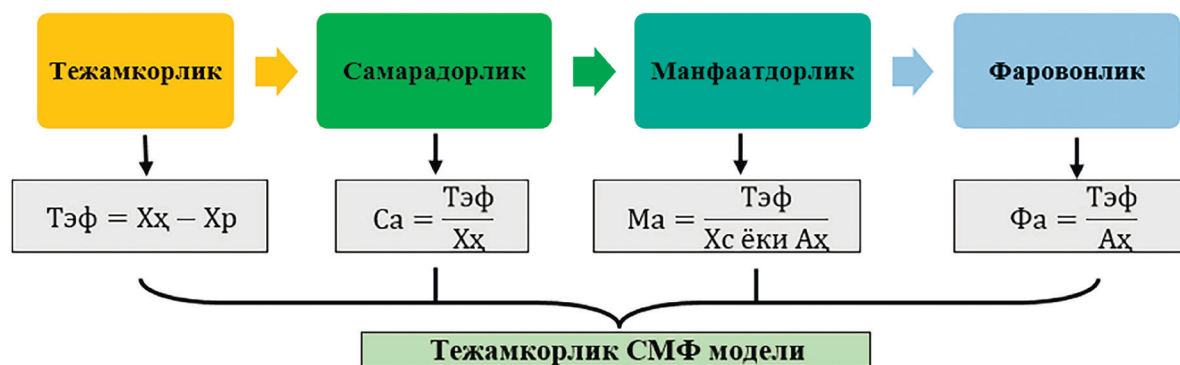 Тежамкорлик
Самарадорлик
Манфаатдорлик
Фаровонлик
Тэф = Хҳ − Хр
Са = Тэф / Хҳ
Ма = Тэф / Хс ёки Аҳ
Фа = Тэф / Аҳ
Тежамкорлик СМФ модели